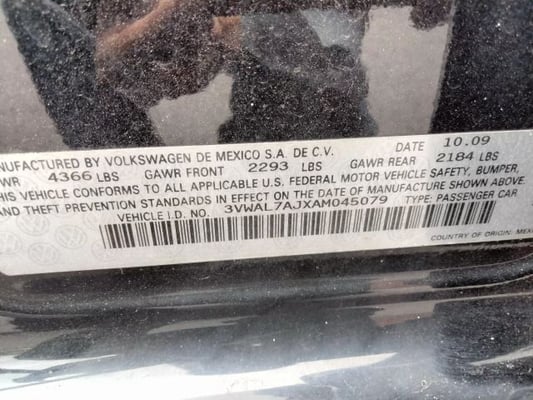 NUFACTURED BY VOLKSWAGEN DE MEXICO S.A. DE C.V. DATE 10.09
WR 4366 LBS GAWR FRONT 2293 LBS GAWR REAR 2184 LBS
THIS VEHICLE CONFORMS TO ALL APPLICABLE U.S. FEDERAL MOTOR VEHICLE SAFETY, BUMPER,
AND THEFT PREVENTION STANDARDS IN EFFECT ON THE DATE OF MANUFACTURE SHOWN ABOVE.
VEHICLE I.D. NO. 3VWAL7AJXAM045079 TYPE: PASSENGER CAR
COUNTRY OF ORIGIN: MEX